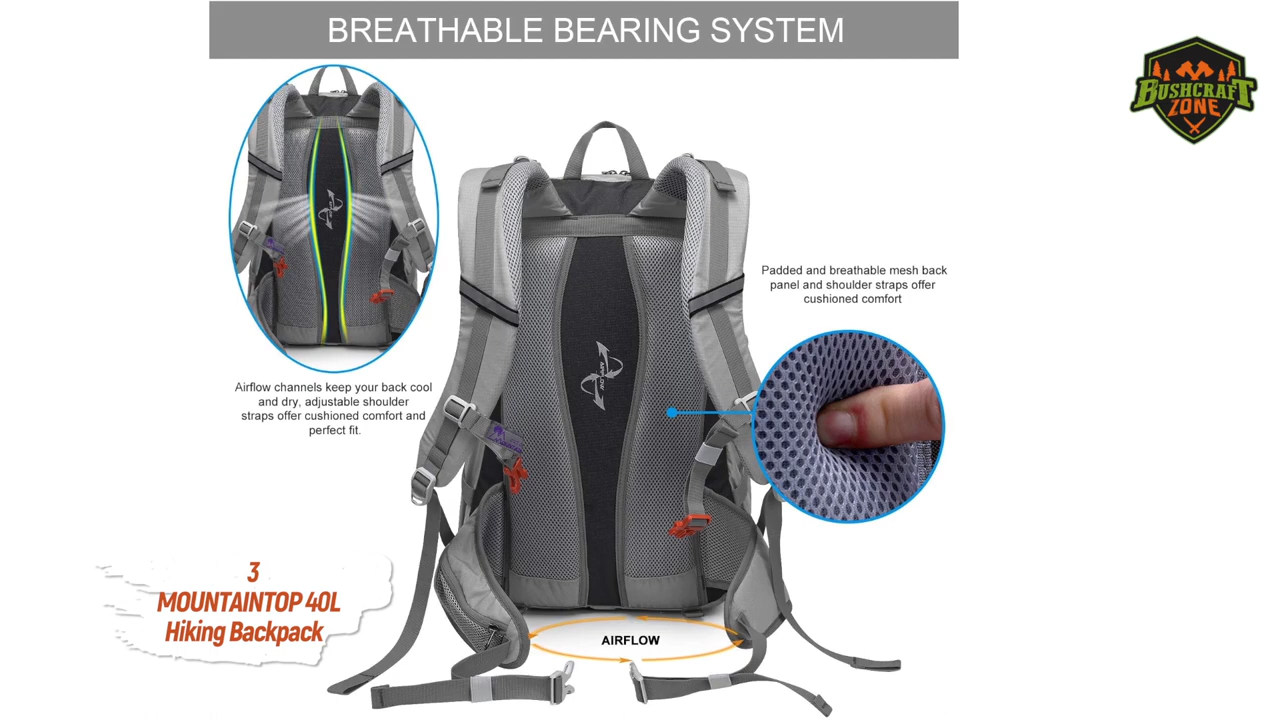 BREATHABLE BEARING SYSTEM
BUSHCRAFT
ZONE
Padded and breathable mesh back
panel and shoulder straps offer
cushioned comfort
Airflow channels keep your back cool
and dry, adjustable shoulder
straps offer cushioned comfort and
perfect fit.
3
MOUNTAINTOP 40L
Hiking Backpack
AIRFLOW